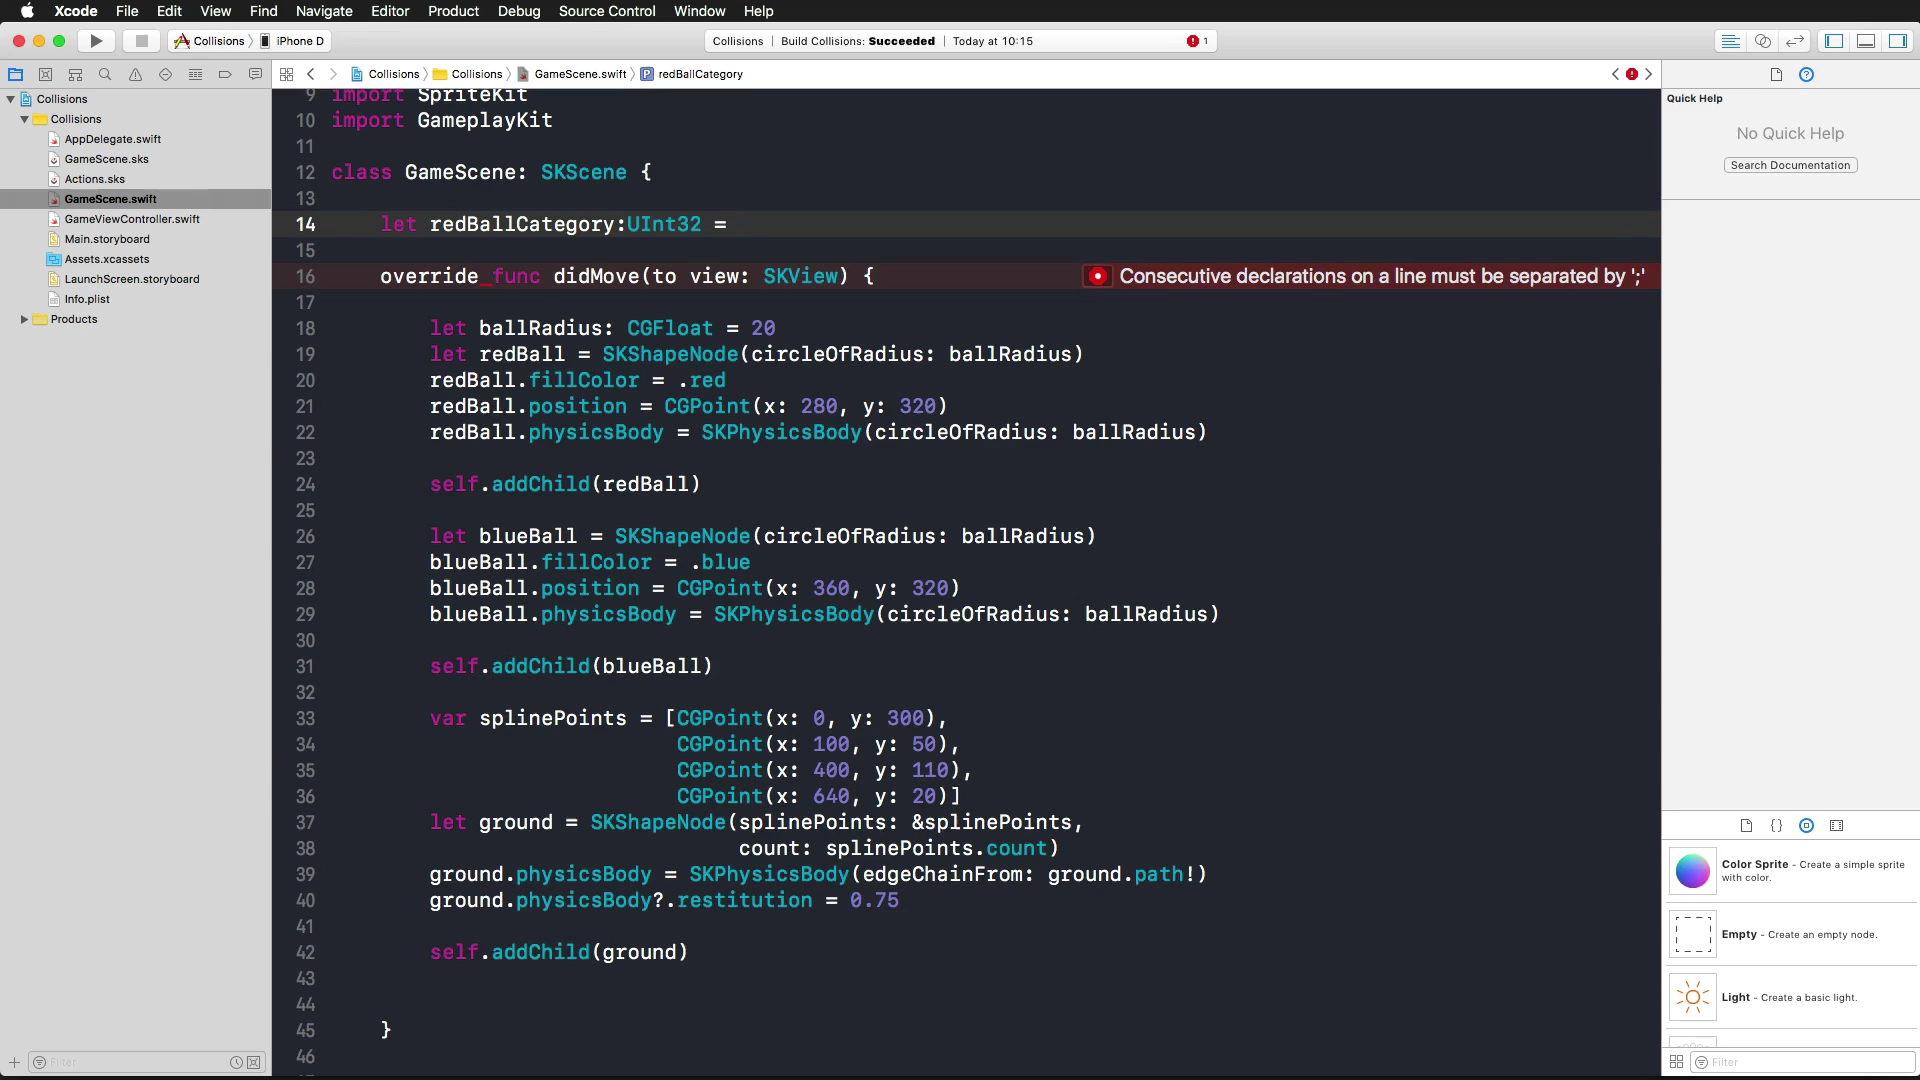 Xcode File Edit View Find Navigate Editor Product Debug Source Control Window Help
Collisions iPhone D
Collisions | Build Collisions: Succeeded | Today at 10:15
1
Collisions Collisions GameScene.swift P redBallCategory
Collisions
Collisions
AppDelegate.swift
GameScene.sks
Actions.sks
GameScene.swift
GameViewController.swift
Main.storyboard
Assets.xcassets
LaunchScreen.storyboard
Info.plist
Products
Filter
9 import SpriteKit
10 import GameplayKit
11
12 class GameScene: SKScene {
13
14 let redBallCategory:UInt32 =
15
16 override func didMove(to view: SKView) { Consecutive declarations on a line must be separated by ';'
17
18 let ballRadius: CGFloat = 20
19 let redBall = SKShapeNode(circleOfRadius: ballRadius)
20 redBall.fillColor = .red
21 redBall.position = CGPoint(x: 280, y: 320)
22 redBall.physicsBody = SKPhysicsBody(circleOfRadius: ballRadius)
23
24 self.addChild(redBall)
25
26 let blueBall = SKShapeNode(circleOfRadius: ballRadius)
27 blueBall.fillColor = .blue
28 blueBall.position = CGPoint(x: 360, y: 320)
29 blueBall.physicsBody = SKPhysicsBody(circleOfRadius: ballRadius)
30
31 self.addChild(blueBall)
32
33 var splinePoints = [CGPoint(x: 0, y: 300),
34 CGPoint(x: 100, y: 50),
35 CGPoint(x: 400, y: 110),
36 CGPoint(x: 640, y: 20)]
37 let ground = SKShapeNode(splinePoints: &splinePoints,
38 count: splinePoints.count)
39 ground.physicsBody = SKPhysicsBody(edgeChainFrom: ground.path!)
40 ground.physicsBody?.restitution = 0.75
41
42 self.addChild(ground)
43
44
45 }
46
Quick Help
No Quick Help
Search Documentation
{ }
Color Sprite - Create a simple sprite
with color.
Empty - Create an empty node.
Light - Create a basic light.
Filter